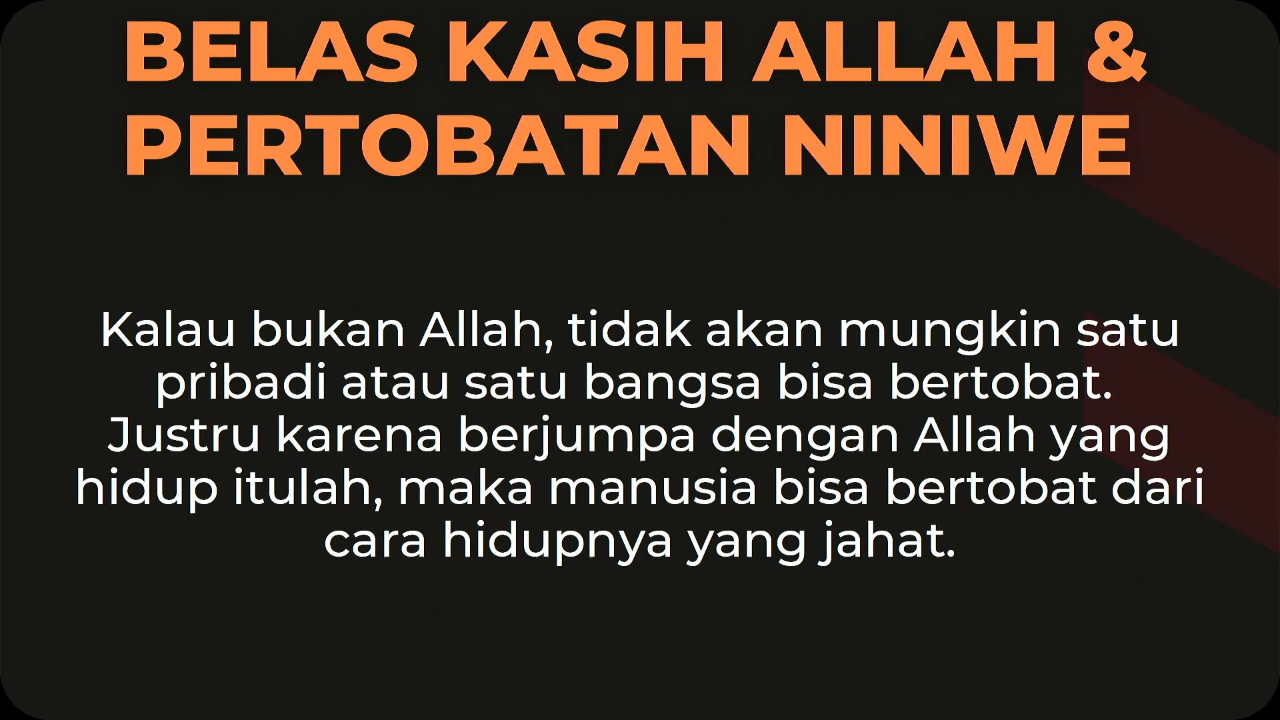 BELAS KASIH ALLAH &
PERTOBATAN NINIWE
Kalau bukan Allah, tidak akan mungkin satu
pribadi atau satu bangsa bisa bertobat.
Justru karena berjumpa dengan Allah yang
hidup itulah, maka manusia bisa bertobat dari
cara hidupnya yang jahat.